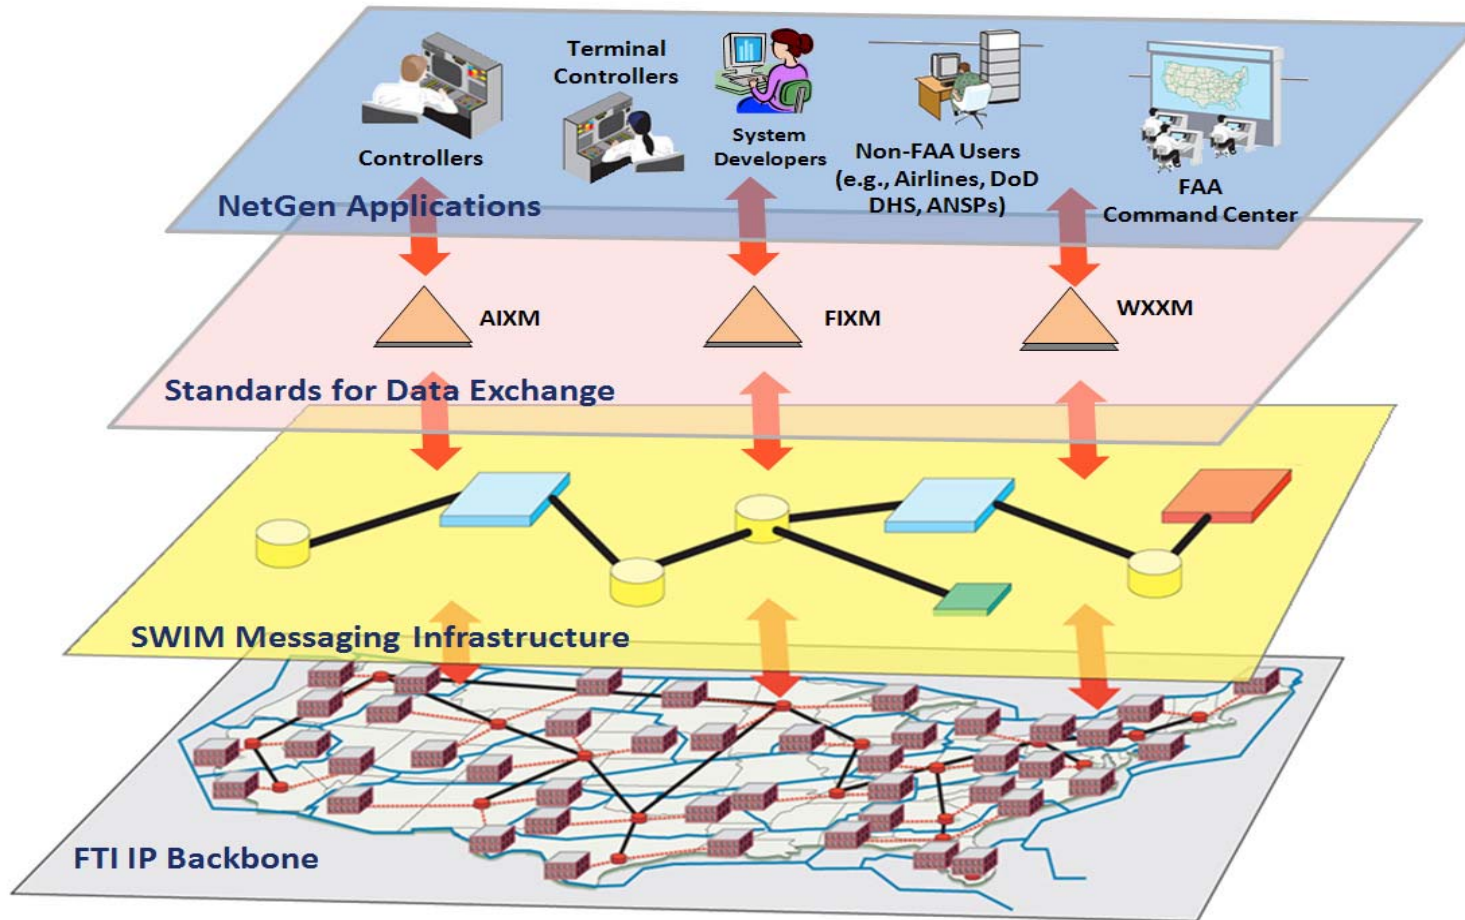 Controllers
Terminal
Controllers
System
Developers
Non-FAA Users
(e.g., Airlines, DoD
DHS, ANSPs)
FAA
Command Center
NetGen Applications
AIXM
FIXM
WXXM
Standards for Data Exchange
SWIM Messaging Infrastructure
FTI IP Backbone